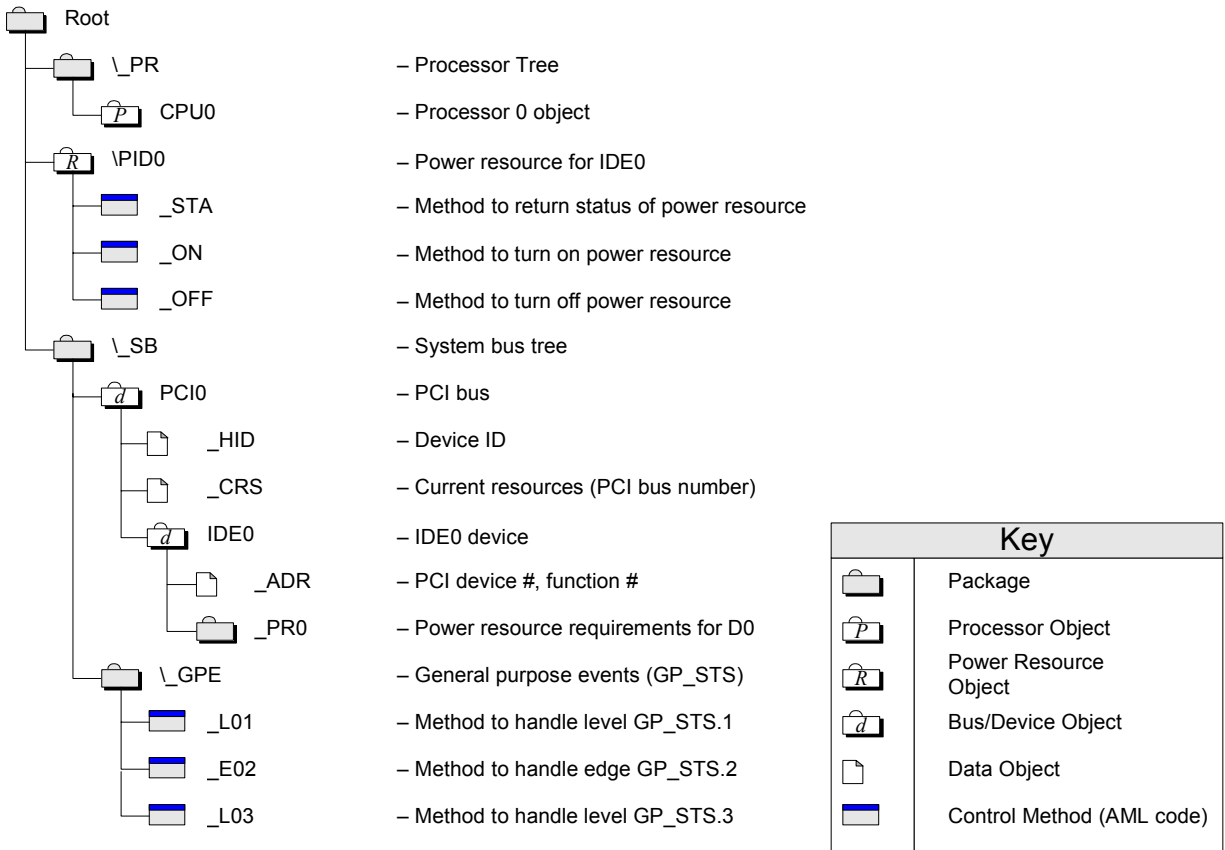 Root
\_PR – Processor Tree
P CPU0 – Processor 0 object
R \PID0 – Power resource for IDE0
_STA – Method to return status of power resource
_ON – Method to turn on power resource
_OFF – Method to turn off power resource
\_SB – System bus tree
d PCI0 – PCI bus
_HID – Device ID
_CRS – Current resources (PCI bus number)
d IDE0 – IDE0 device
_ADR – PCI device #, function #
_PR0 – Power resource requirements for D0
\_GPE – General purpose events (GP_STS)
_L01 – Method to handle level GP_STS.1
_E02 – Method to handle edge GP_STS.2
_L03 – Method to handle level GP_STS.3
Key
Package
P Processor Object
R Power Resource
Object
d Bus/Device Object
Data Object
Control Method (AML code)